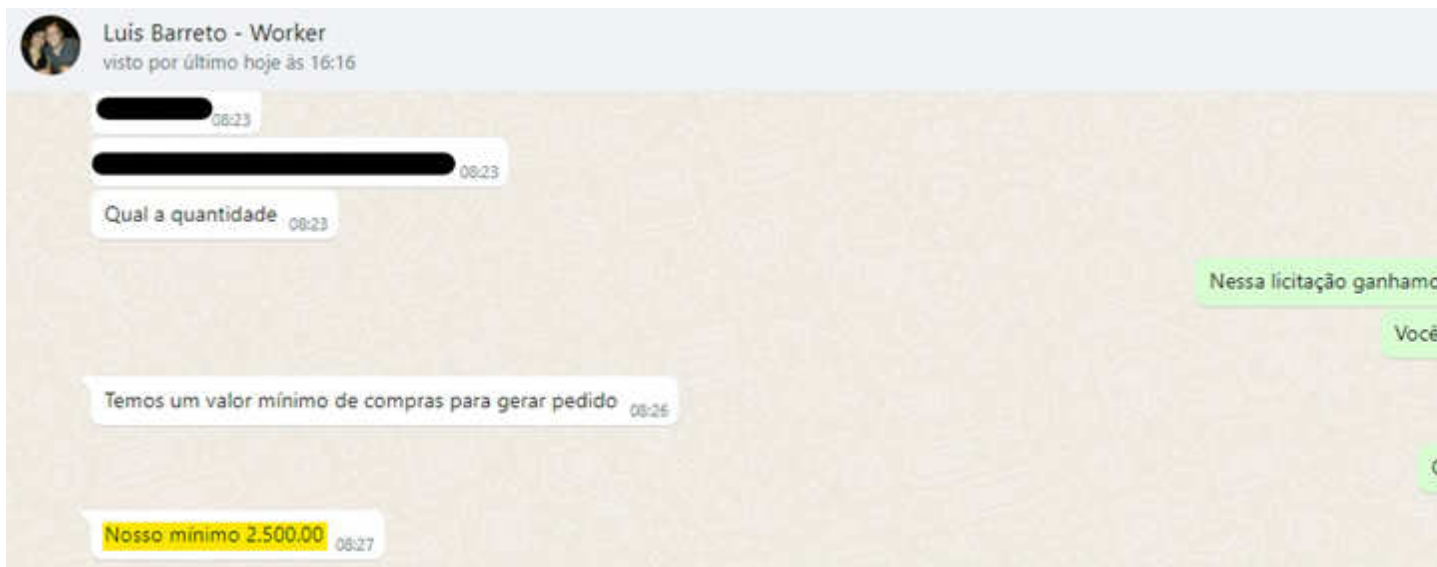 Luis Barreto - Worker
visto por último hoje às 16:16
08:23
08:23
Qual a quantidade 08:23
Nessa licitação ganhamo
Você
Temos um valor mínimo de compras para gerar pedido 08:26
Nosso mínimo 2.500.00 08:27